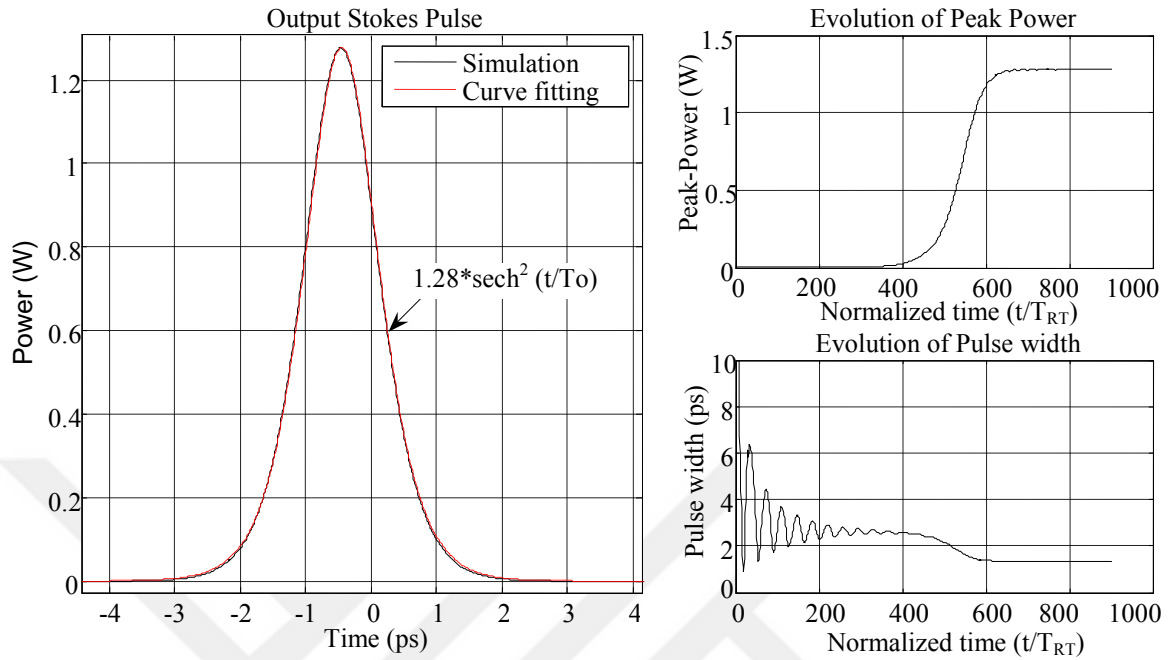 Output Stokes Pulse
Simulation
Curve fitting
1.28*sech² (t/To)
Power (W)
1.2
1
0.8
0.6
0.4
0.2
0
-4 -3 -2 -1 0 1 2 3 4
Time (ps)
Evolution of Peak Power
Peak-Power (W)
1.5
1
0.5
0
0 200 400 600 800 1000
Normalized time (t/T_RT)
Evolution of Pulse width
Pulse width (ps)
10
8
6
4
2
0
0 200 400 600 800 1000
Normalized time (t/T_RT)